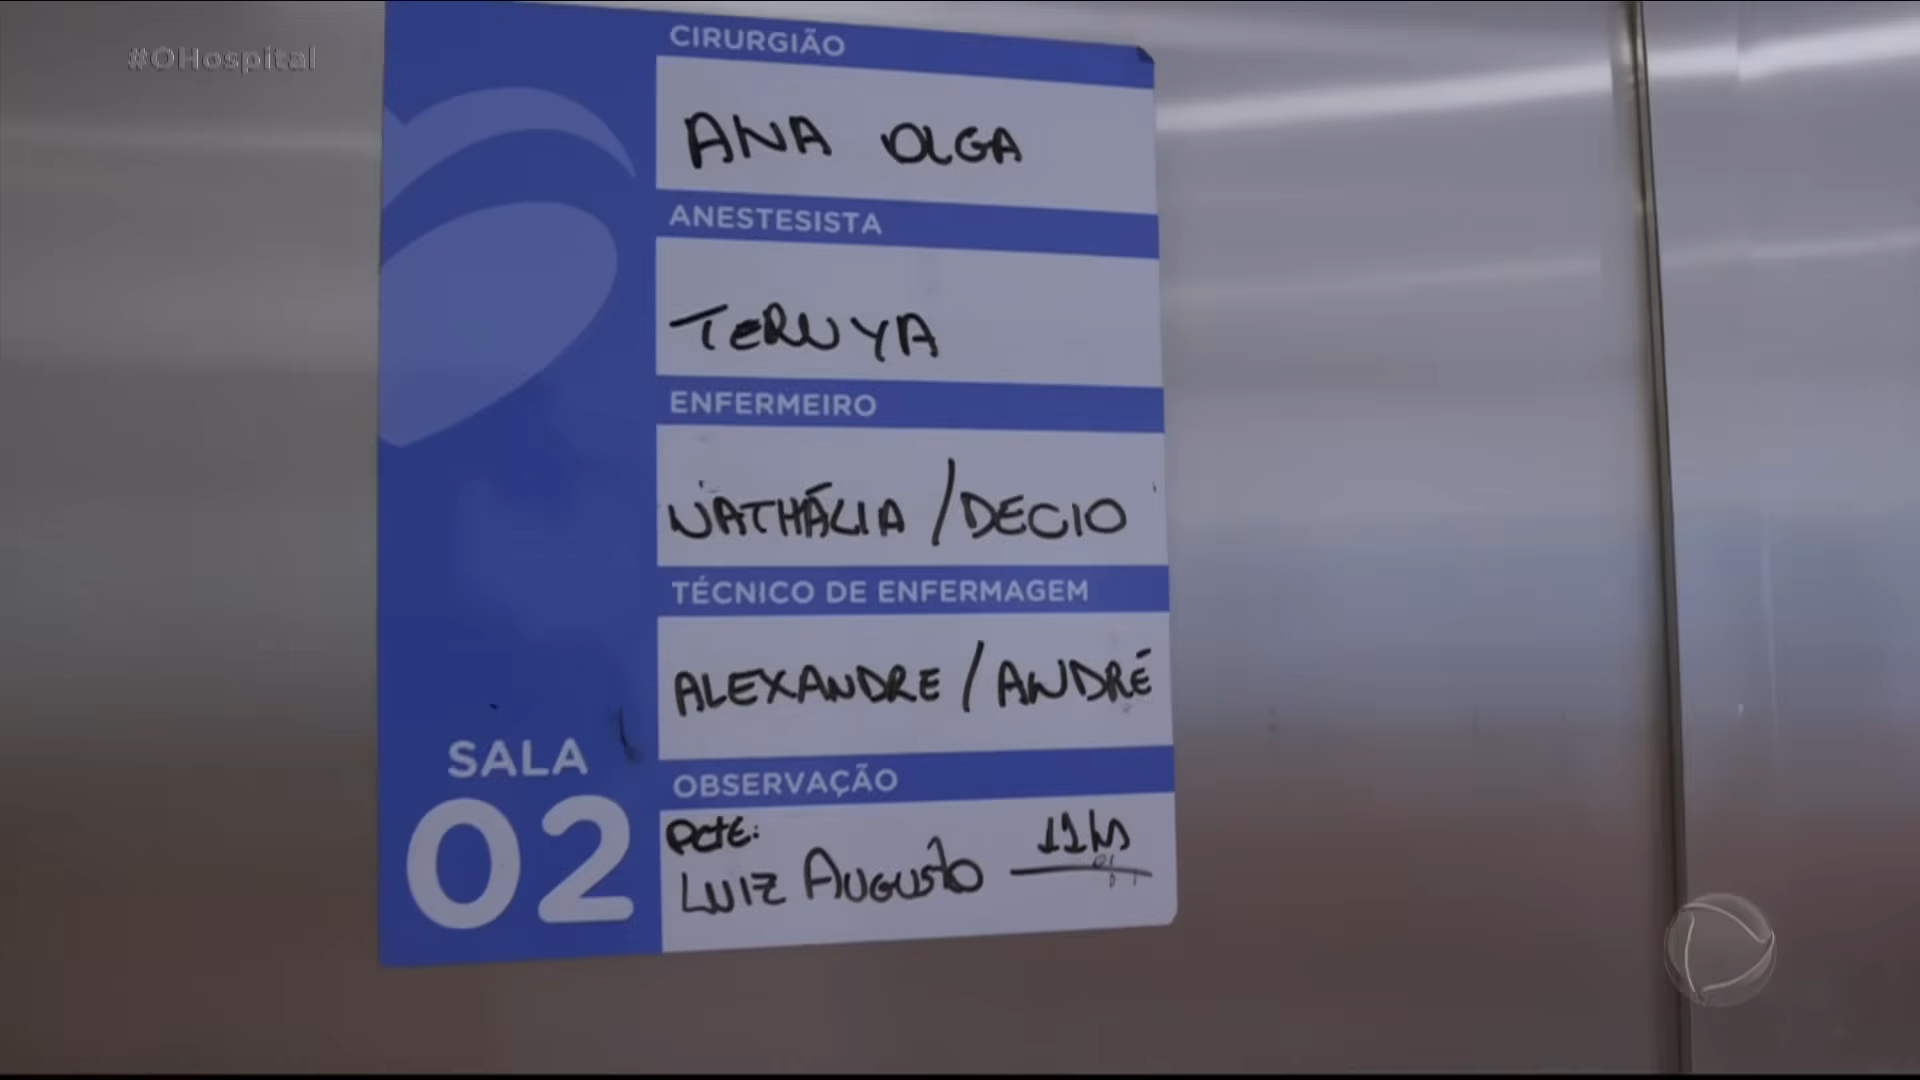 #OHospital
CIRURGIÃO
ANA OLGA
ANESTESISTA
TERUYA
ENFERMEIRO
NATHÁLIA / DECIO
TÉCNICO DE ENFERMAGEM
ALEXANDRE / ANDRÉ
OBSERVAÇÃO
PctE:
LUIZ AUGUSTO 11hs
SALA
02